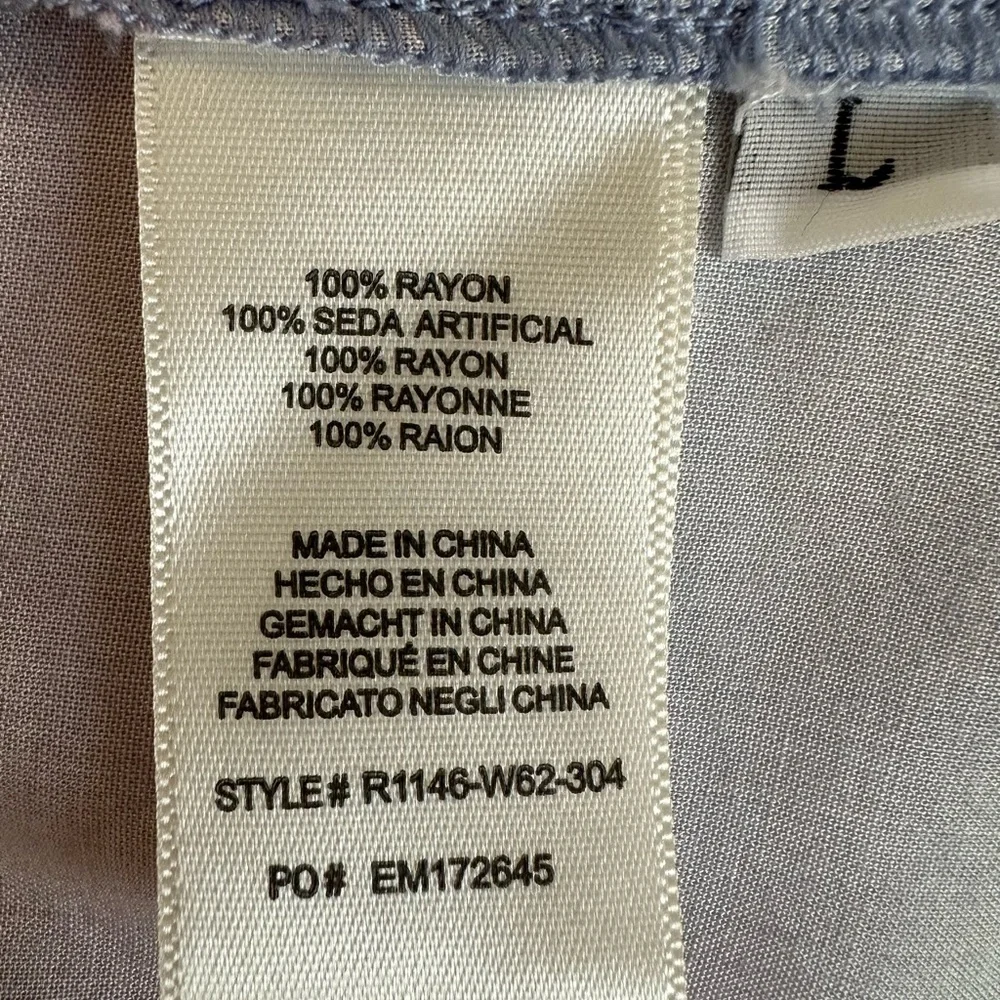 100% RAYON
100% SEDA ARTIFICIAL
100% RAYON
100% RAYONNE
100% RAION
MADE IN CHINA
HECHO EN CHINA
GEMACHT IN CHINA
FABRIQUÉ EN CHINE
FABRICATO NEGLI CHINA
STYLE# R1146-W62-304
PO# EM172645